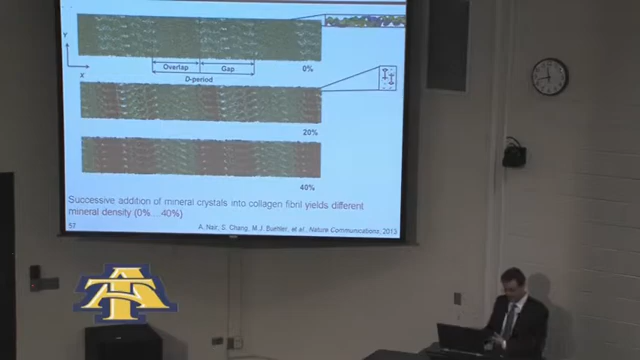 Y
X
Overlap
Gap
D-period
0%
20%
40%
Successive addition of mineral crystals into collagen fibril yields different
mineral density (0%...40%)
57
A. Nair, S. Chang, M.J. Buehler, et al., Nature Communications, 2013
AT